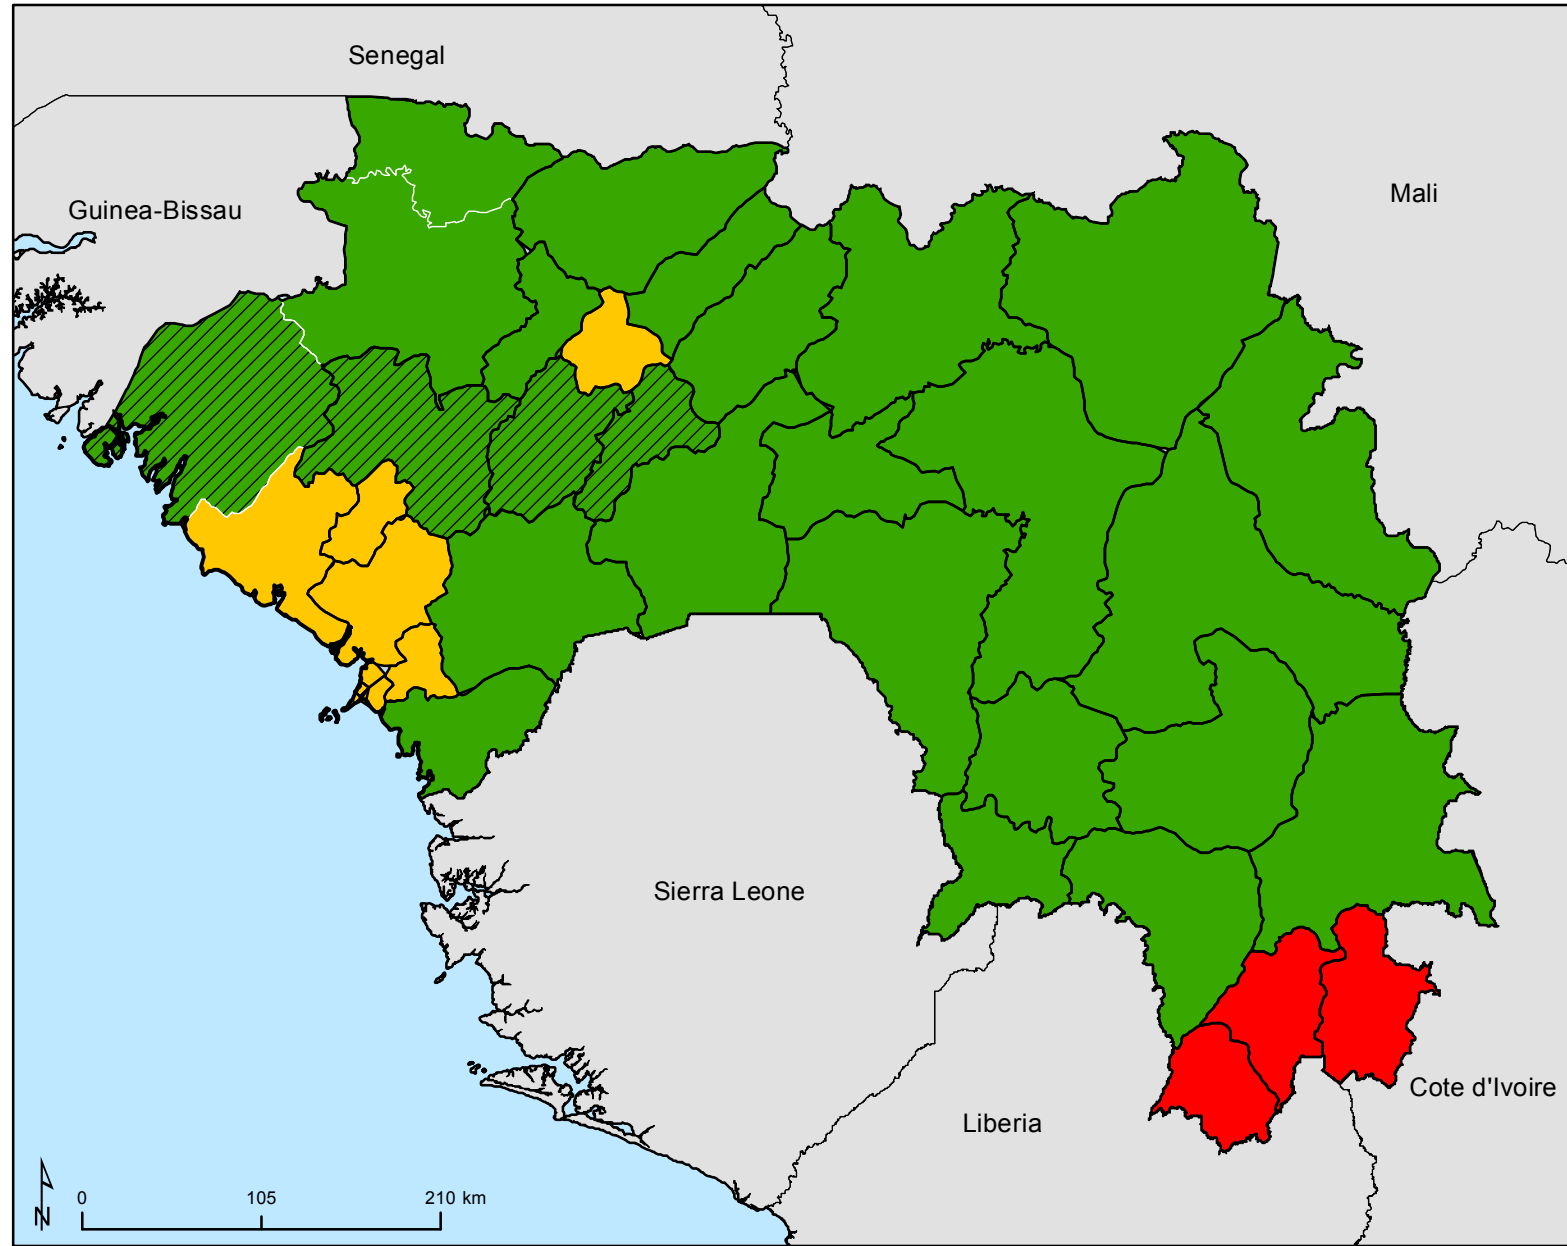 Senegal
Mali
Guinea-Bissau
Sierra Leone
Cote d'Ivoire
Liberia
N
0 105 210 km